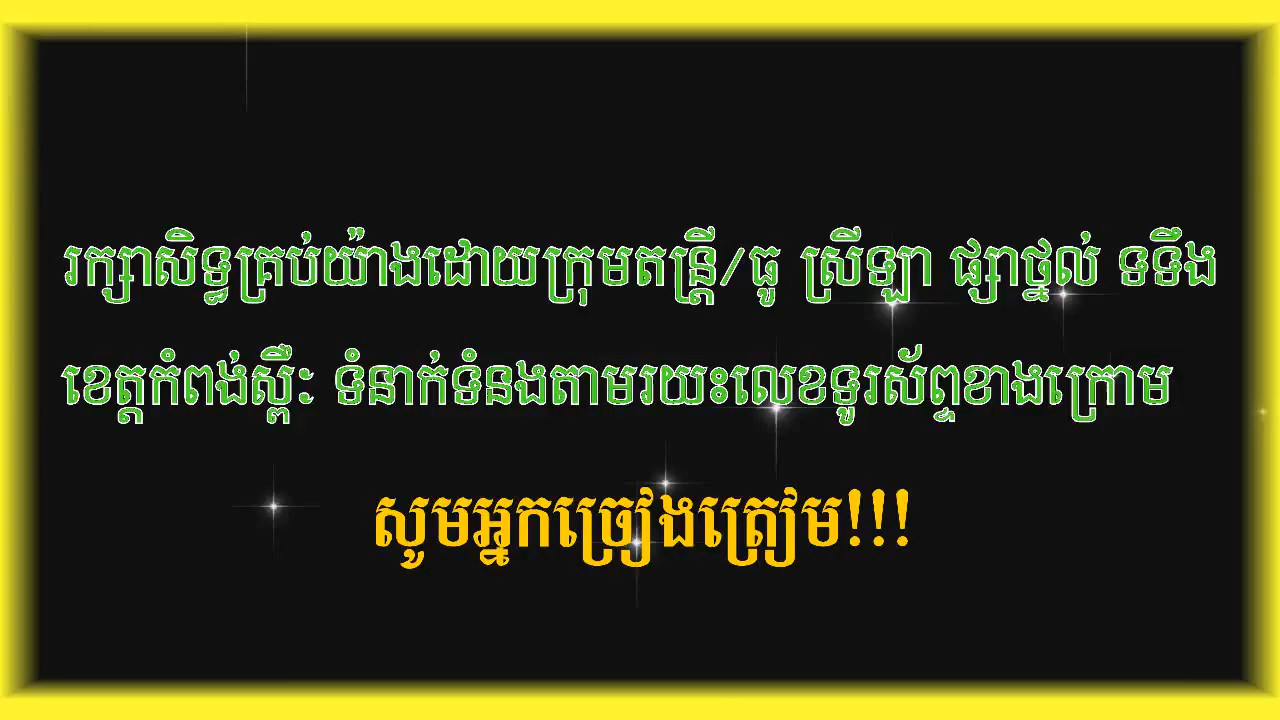 រក្សាសិទ្ធគ្រប់យ៉ាងដោយក្រុមតន្ត្រី/ធូ ស្រីឡា ផ្សាថ្នល់ ទទឹង
ខេត្តកំពង់ស្ពឺ: ទំនាក់ទំនងតាមរយះលេខទូរស័ព្ទខាងក្រោម
សូមអ្នកច្រៀងត្រៀម!!!